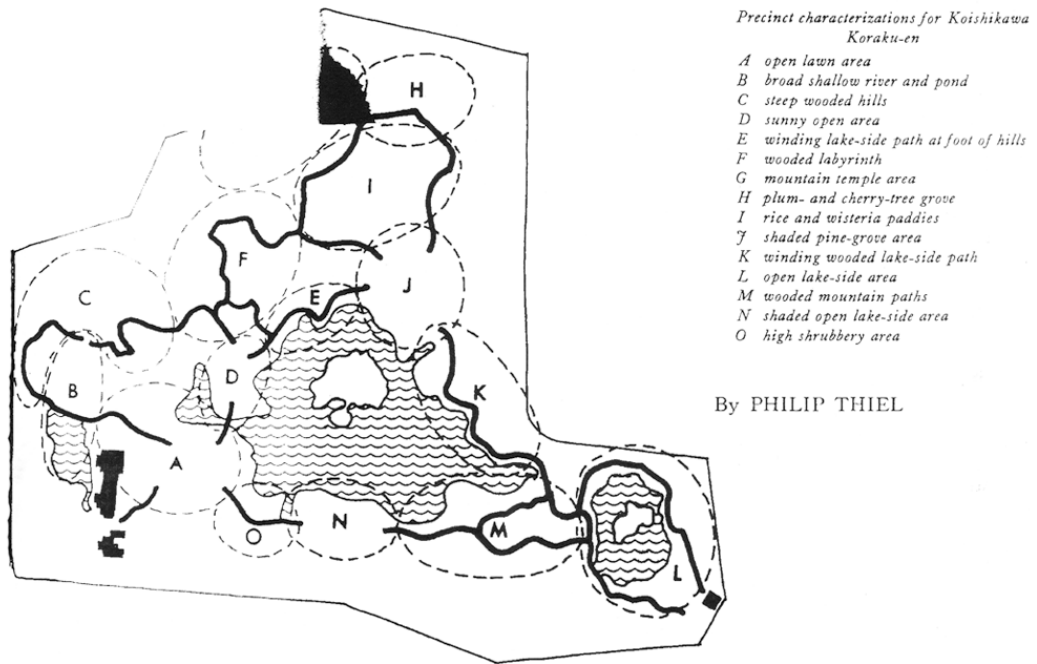 Precinct characterizations for Koishikawa
Koraku-en
A open lawn area
B broad shallow river and pond
C steep wooded hills
D sunny open area
E winding lake-side path at foot of hills
F wooded labyrinth
G mountain temple area
H plum- and cherry-tree grove
I rice and wisteria paddies
J shaded pine-grove area
K winding wooded lake-side path
L open lake-side area
M wooded mountain paths
N shaded open lake-side area
O high shrubbery area
By PHILIP THIEL
H
I
F
J
C
E
D
B
K
A
N
M
O
L